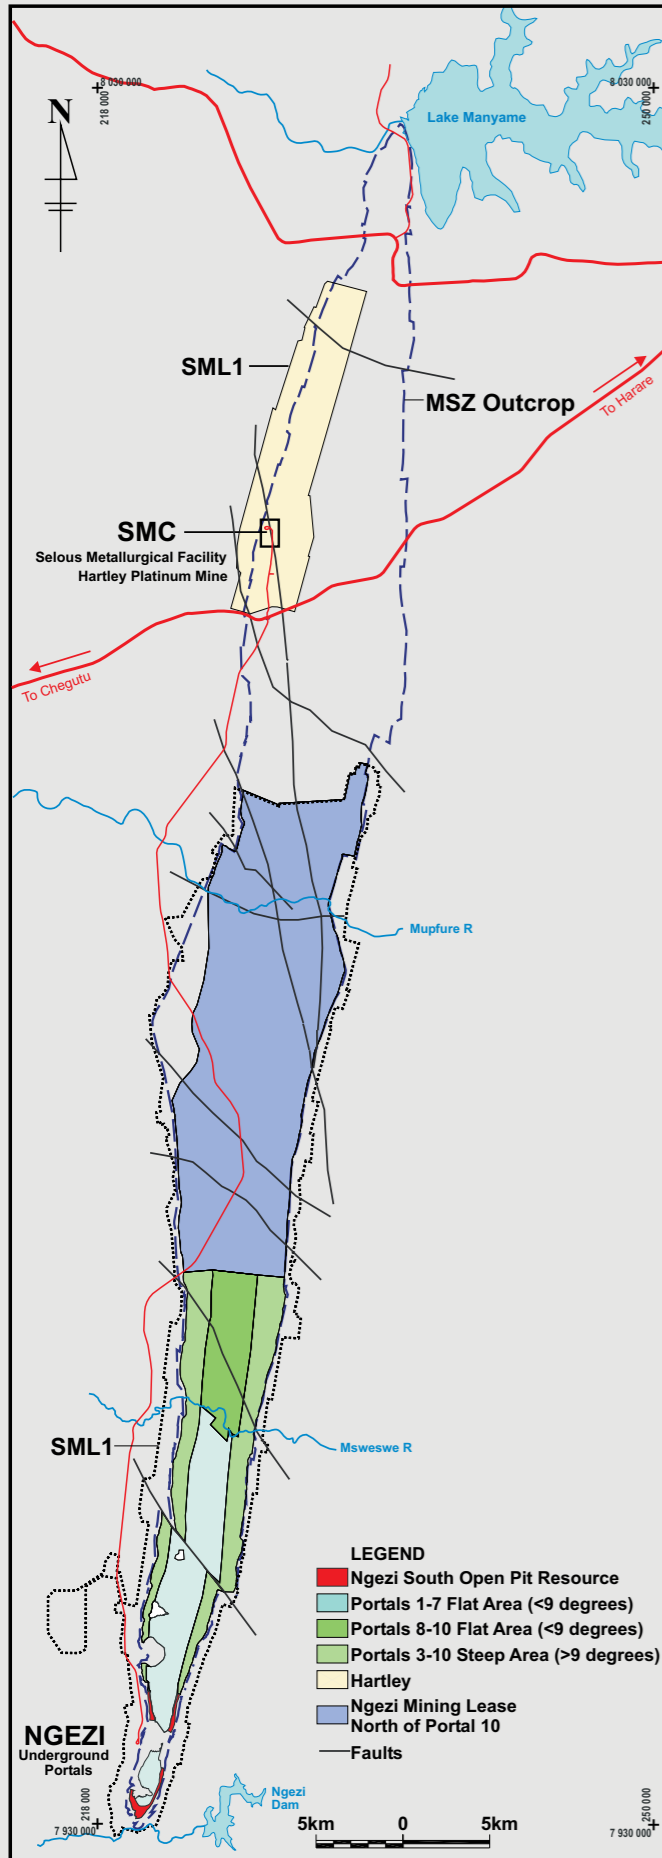 8 030 000
218 000
8 030 000
250 000
N
Lake Manyame
SML1
MSZ Outcrop
To Harare
SMC
Selous Metallurgical Facility
Hartley Platinum Mine
To Chegutu
Mupfure R
SML1
Msweswe R
LEGEND
Ngezi South Open Pit Resource
Portals 1-7 Flat Area (<9 degrees)
Portals 8-10 Flat Area (<9 degrees)
Portals 3-10 Steep Area (>9 degrees)
Hartley
Ngezi Mining Lease
North of Portal 10
Faults
NGEZI
Underground
Portals
Ngezi
Dam
218 000
7 930 000
5km
0
5km
250 000
7 930 000